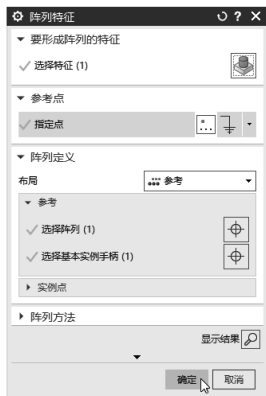 阵列特征
要形成阵列的特征
选择特征 (1)
参考点
指定点
阵列定义
布局 参考
参考
选择阵列 (1)
选择基本实例手柄 (1)
实例点
阵列方法
显示结果
确定 取消